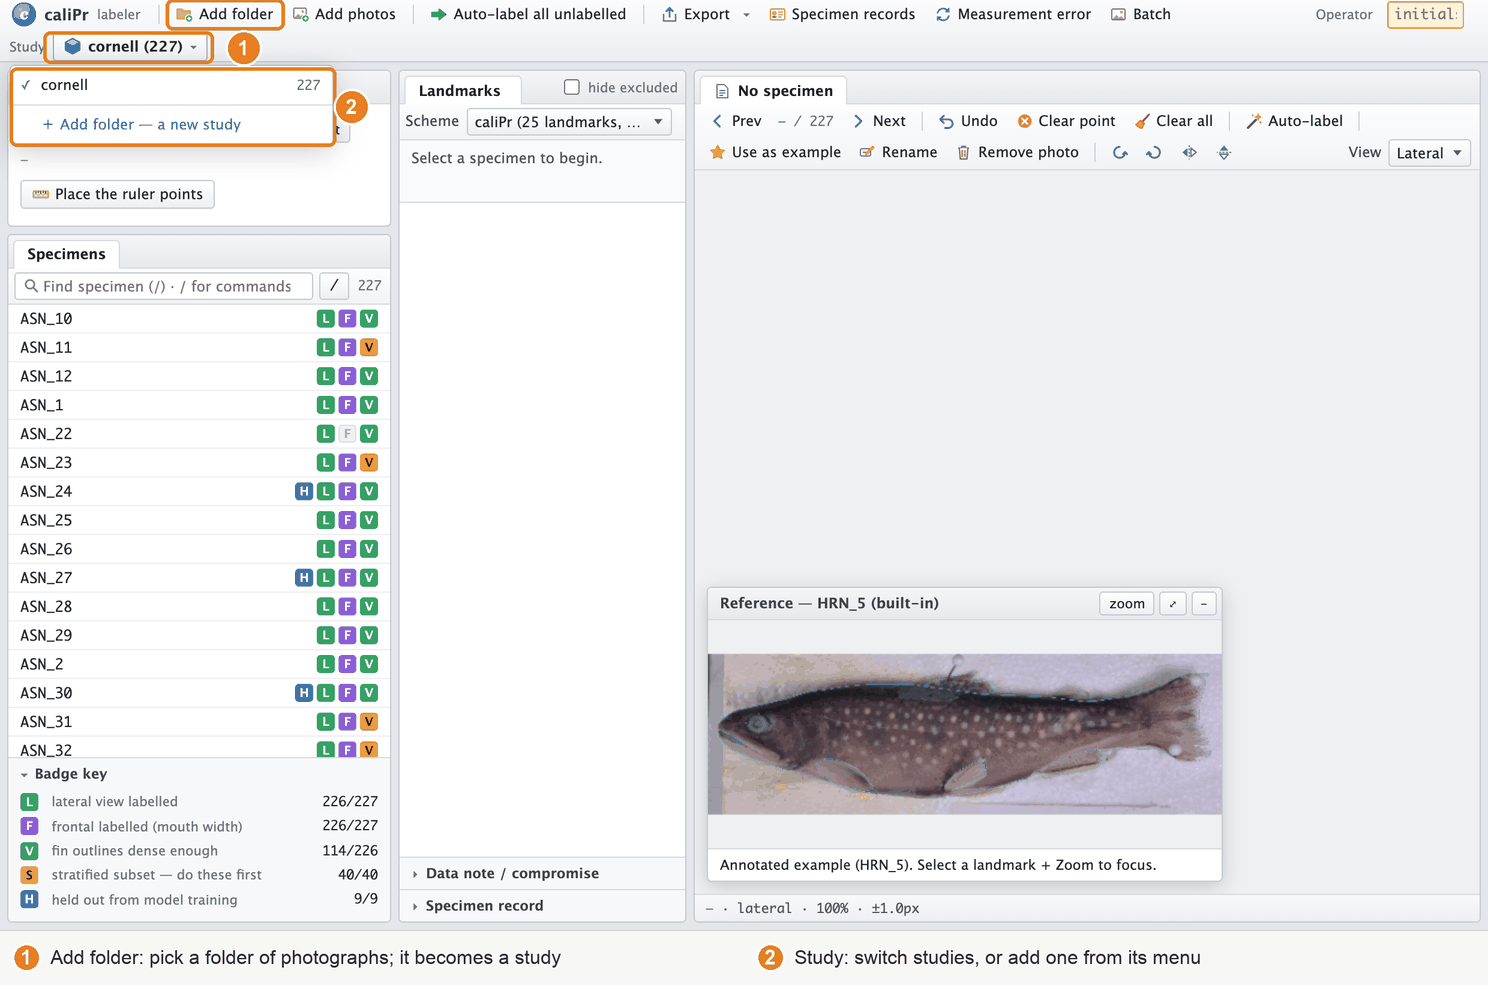 caliPr labeler Add folder Add photos Auto-label all unlabelled Export Specimen records Measurement error Batch Operator initial
Study cornell (227) 1
✓ cornell 227
2
+ Add folder — a new study
–
Place the ruler points
Specimens
Find specimen (/) · / for commands / 227
ASN_10 L F V
ASN_11 L F V
ASN_12 L F V
ASN_1 L F V
ASN_22 L F V
ASN_23 L F V
ASN_24 H L F V
ASN_25 L F V
ASN_26 L F V
ASN_27 H L F V
ASN_28 L F V
ASN_29 L F V
ASN_2 L F V
ASN_30 H L F V
ASN_31 L F V
ASN_32 L F V
Badge key
L lateral view labelled 226/227
F frontal labelled (mouth width) 226/227
V fin outlines dense enough 114/226
S stratified subset — do these first 40/40
H held out from model training 9/9
Landmarks hide excluded
Scheme caliPr (25 landmarks, ...
Select a specimen to begin.
Data note / compromise
Specimen record
No specimen
Prev – / 227 Next Undo Clear point Clear all Auto-label
Use as example Rename Remove photo View Lateral
Reference — HRN_5 (built-in) zoom –
Annotated example (HRN_5). Select a landmark + Zoom to focus.
– · lateral · 100% · ±1.0px
1 Add folder: pick a folder of photographs; it becomes a study
2 Study: switch studies, or add one from its menu